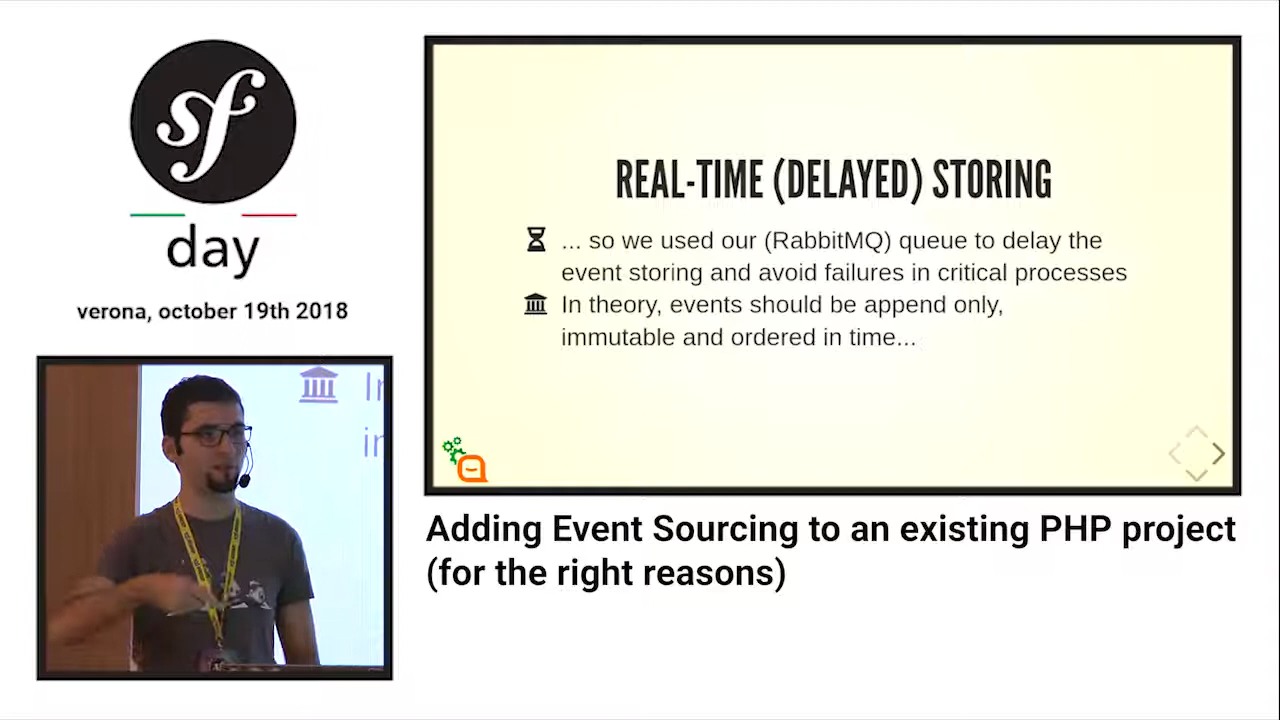 sf
day
verona, october 19th 2018
REAL-TIME (DELAYED) STORING
... so we used our (RabbitMQ) queue to delay the
event storing and avoid failures in critical processes
In theory, events should be append only,
immutable and ordered in time...
Adding Event Sourcing to an existing PHP project
(for the right reasons)